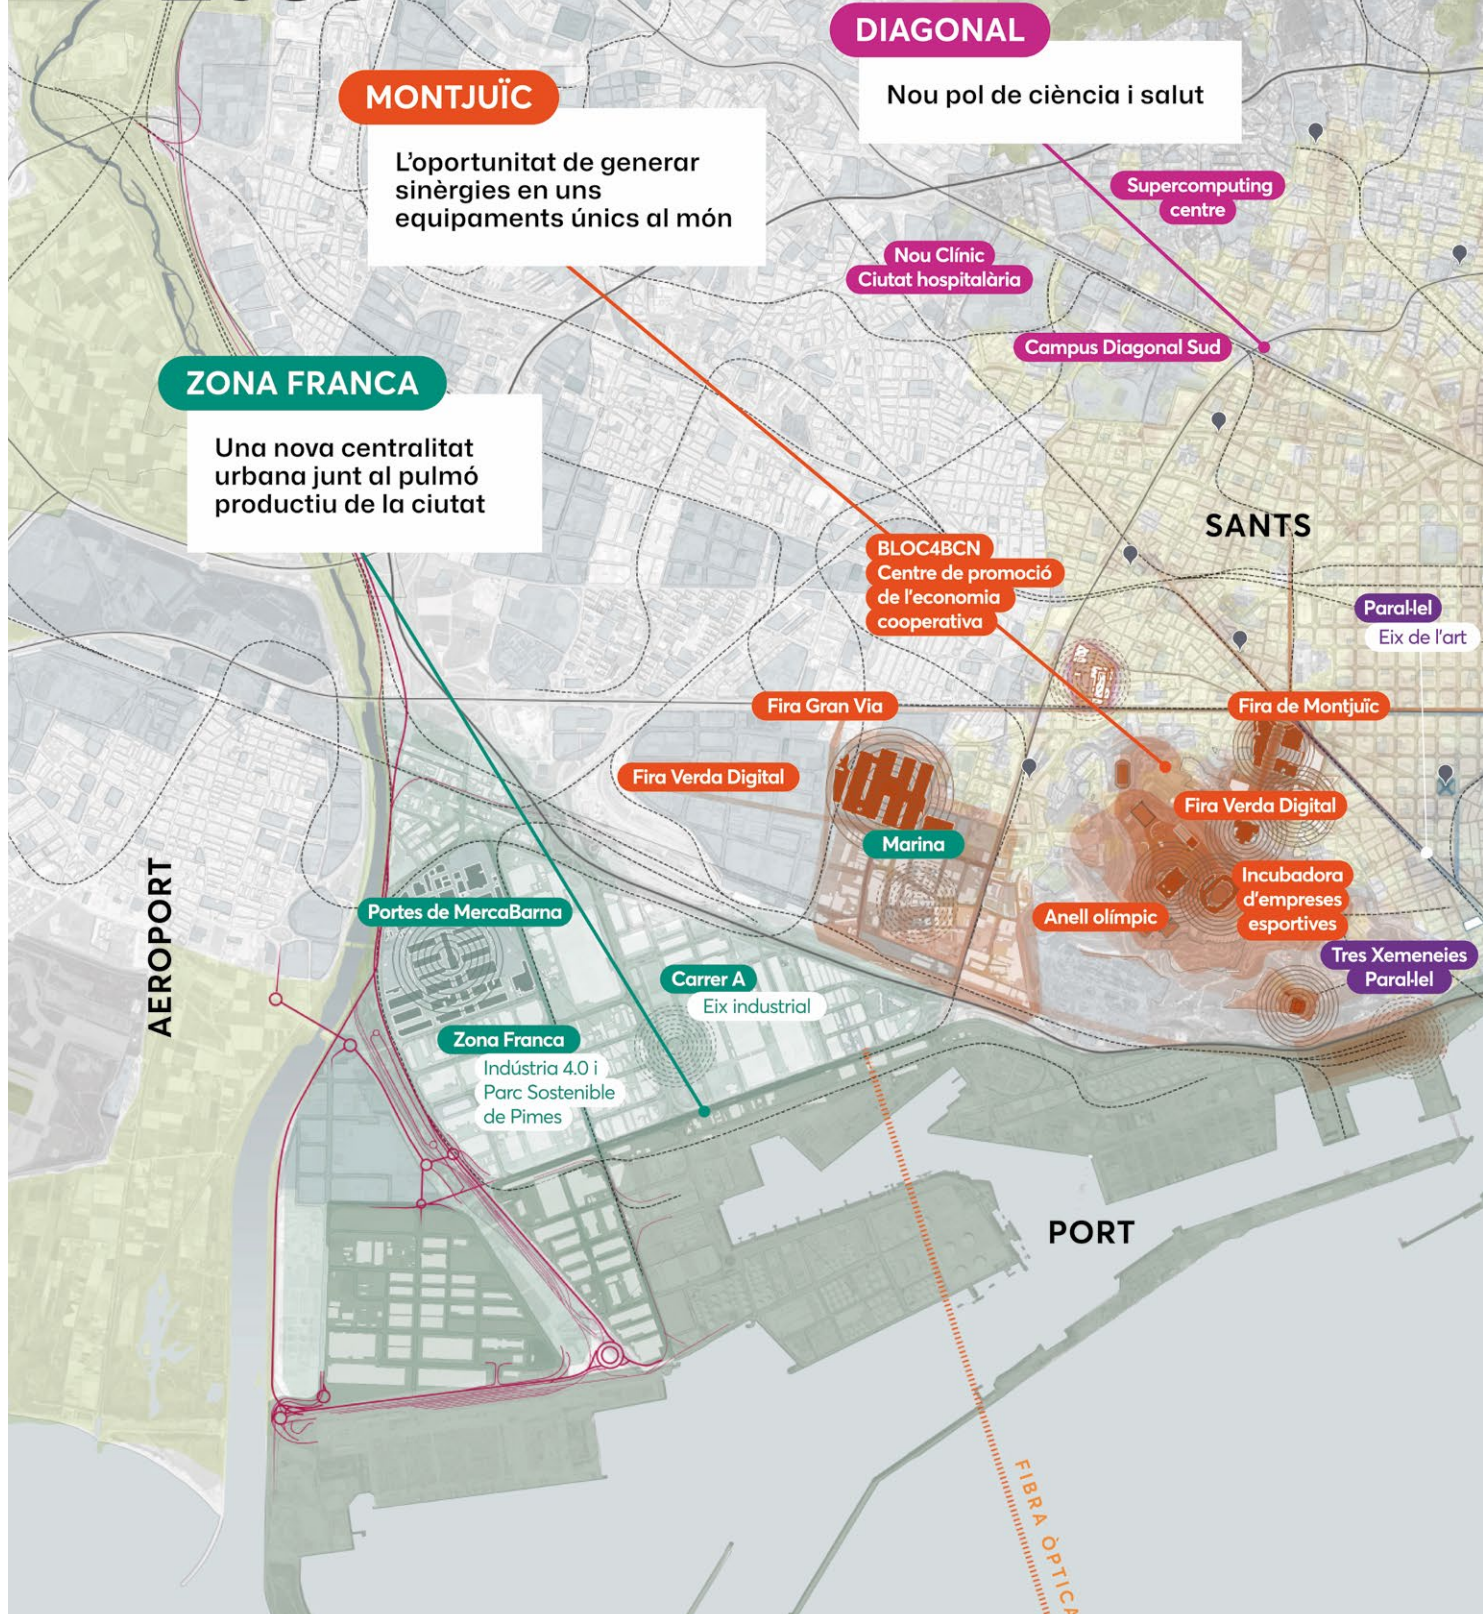 DIAGONAL
Nou pol de ciència i salut
MONTJUÏC
L'oportunitat de generar
sinèrgies en uns
equipaments únics al món
Supercomputing
centre
Nou Clínic
Ciutat hospitalària
Campus Diagonal Sud
ZONA FRANCA
Una nova centralitat
urbana junt al pulmó
productiu de la ciutat
SANTS
BLOC4BCN
Centre de promoció
de l'economia
cooperativa
Paral·lel
Eix de l'art
Fira Gran Via
Fira de Montjuïc
Fira Verda Digital
Fira Verda Digital
Marina
Incubadora
d'empreses
esportives
Anell olímpic
Portes de MercaBarna
AEROPORT
Tres Xemeneies
Paral·lel
Carrer A
Eix industrial
Zona Franca
Indústria 4.0 i
Parc Sostenible
de Pimes
PORT
FIBRA ÒPTICA